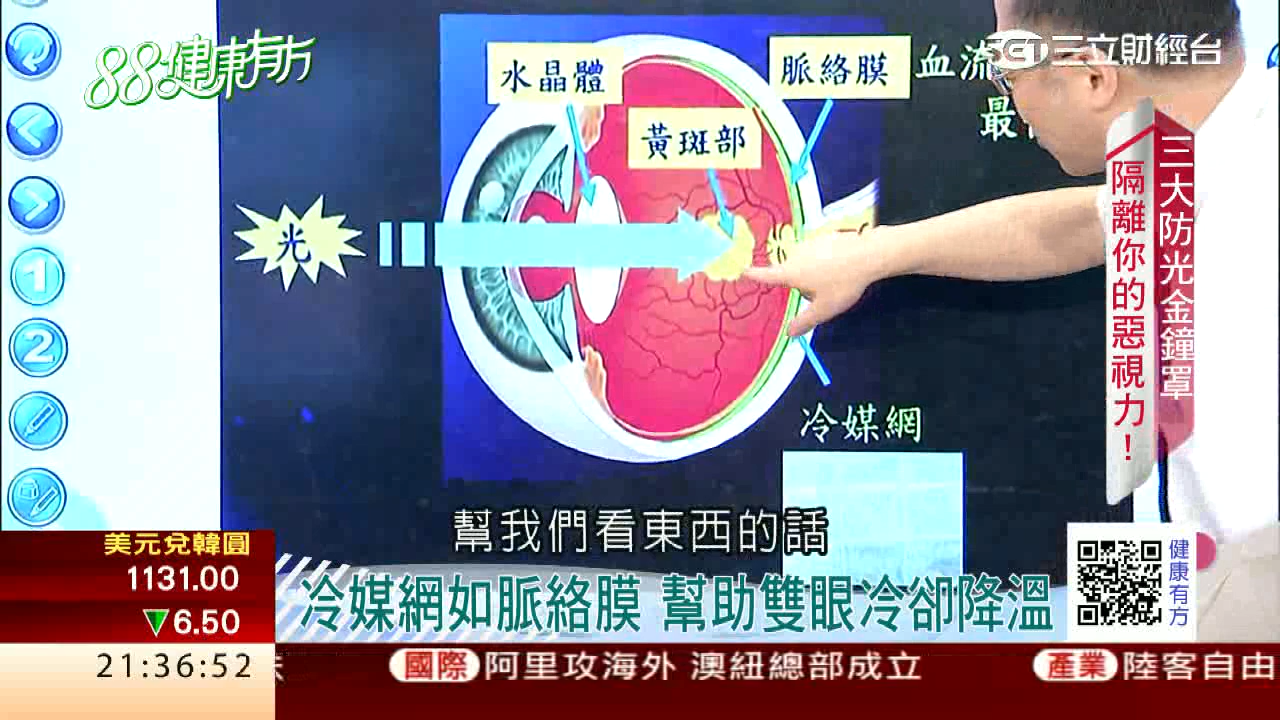 88健康有方
三立財經台
水晶體
脈絡膜
血流
最
黃斑部
光
1
2
冷媒網
三大防光金鐘罩
隔離你的惡視力！
幫我們看東西的話
冷媒網如脈絡膜 幫助雙眼冷卻降溫
健康有方
美元兌韓圓
1131.00
▼6.50
21:36:52
國際 阿里攻海外 澳紐總部成立
產業 陸客自由